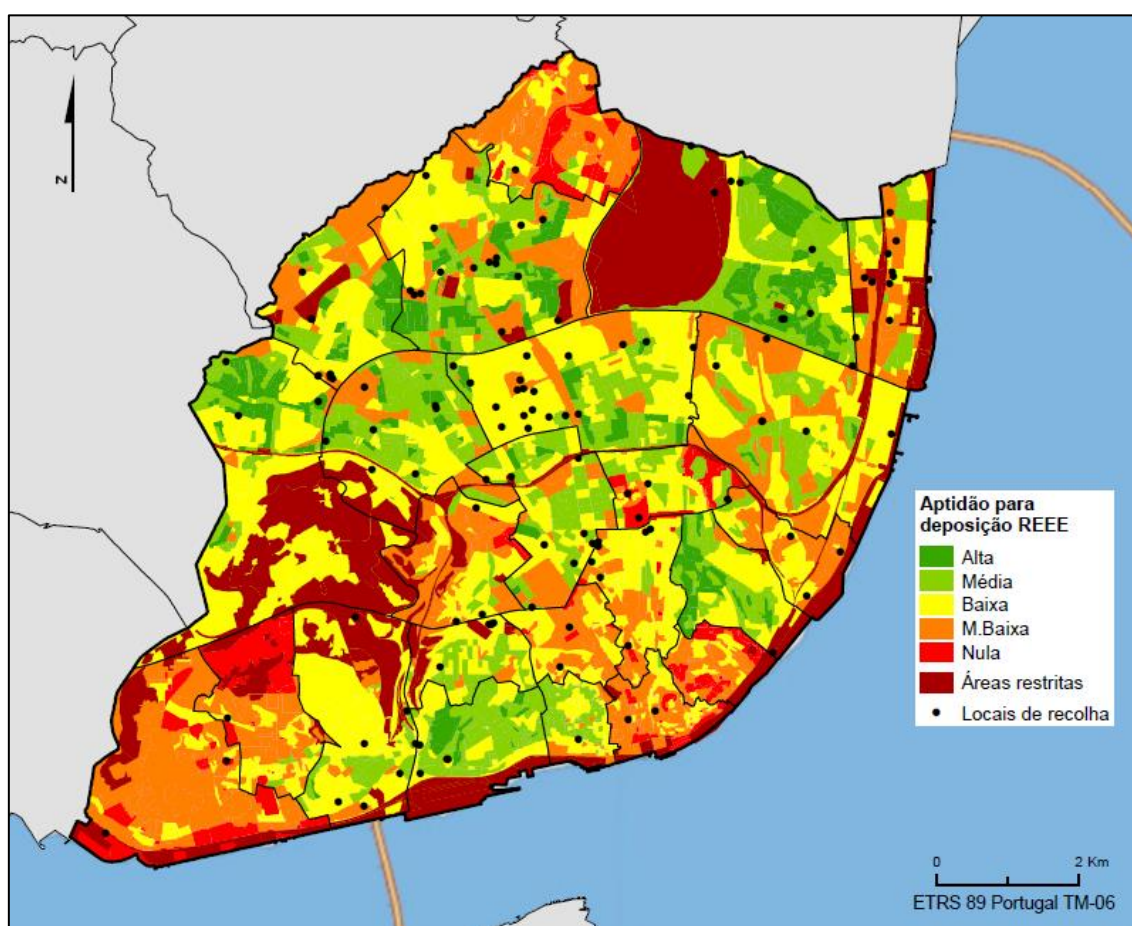 N
Aptidão para
deposição REEE
Alta
Média
Baixa
M.Baixa
Nula
Áreas restritas
Locais de recolha
0 2 Km
ETRS 89 Portugal TM-06